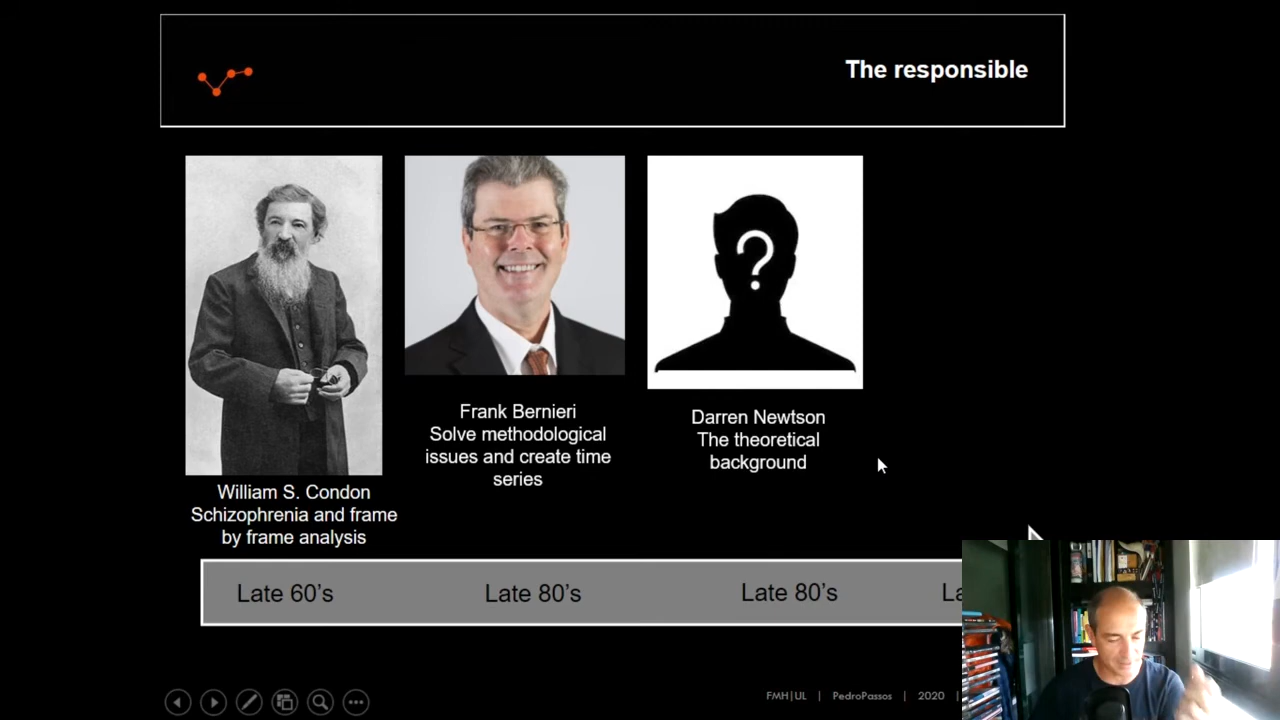 The responsible
?
William S. Condon
Schizophrenia and frame
by frame analysis
Frank Bernieri
Solve methodological
issues and create time
series
Darren Newtson
The theoretical
background
Late 60's
Late 80's
Late 80's
La
FMH|UL | PedroPassos | 2020 |